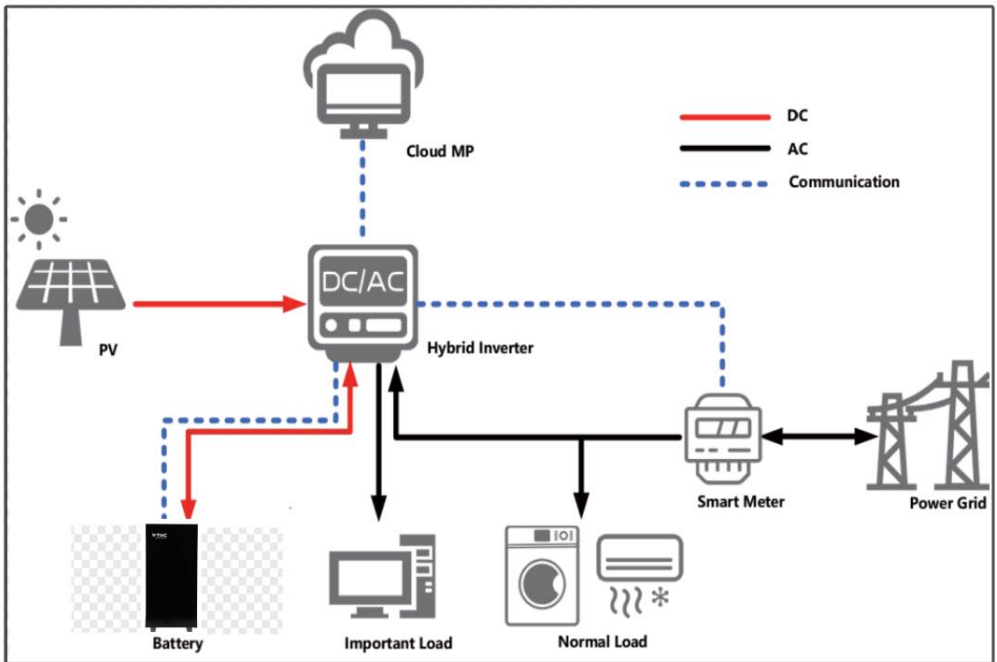 Cloud MP
DC
AC
Communication
DC/AC
PV
Hybrid Inverter
Smart Meter
Power Grid
V-TAC
Battery
Important Load
Normal Load